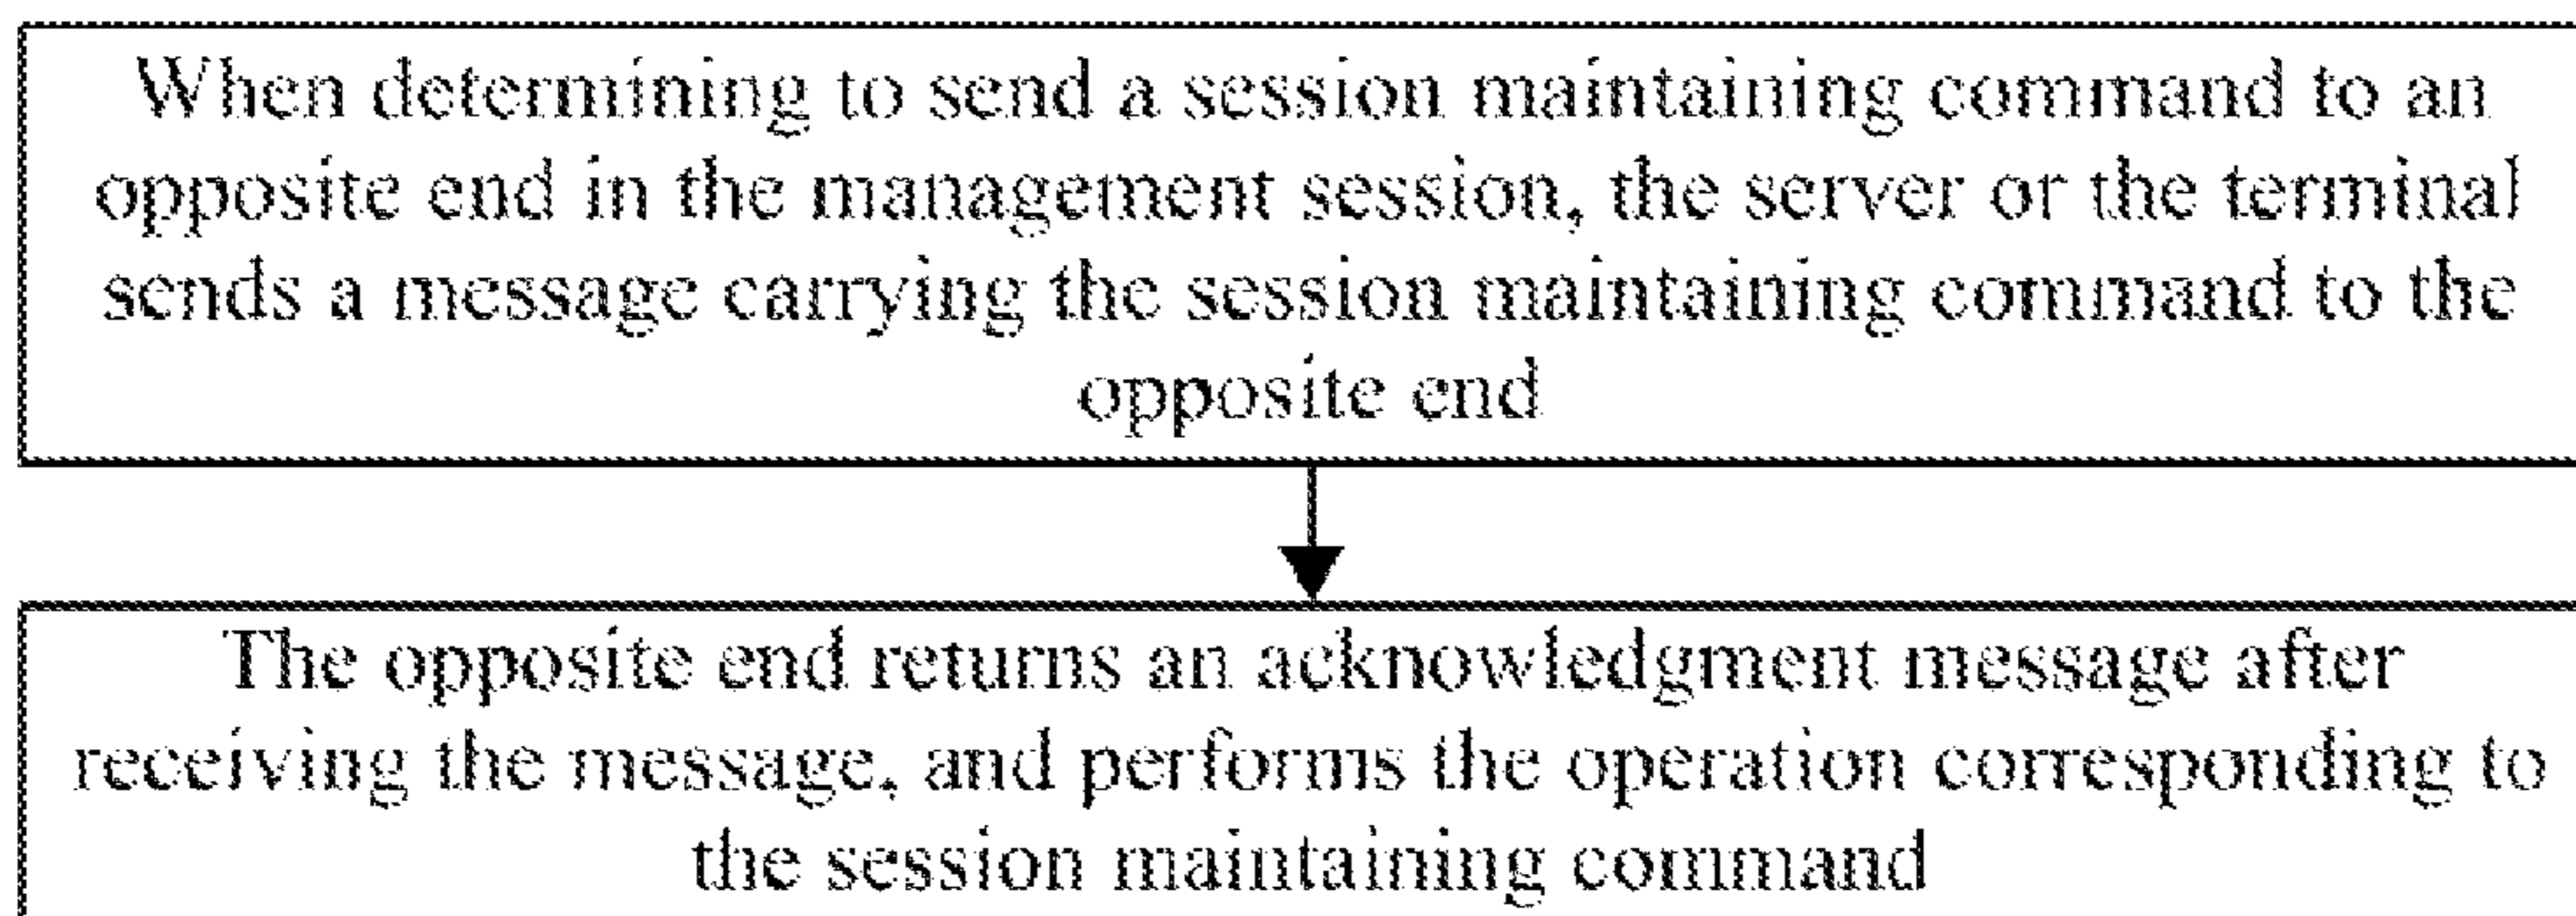 When determining to send a session maintaining command to an
opposite end in the management session, the server or the terminal
sends a message carrying the session maintaining command to the
opposite end
The opposite end returns an acknowledgment message after
receiving the message, and performs the operation corresponding to
the session maintaining command